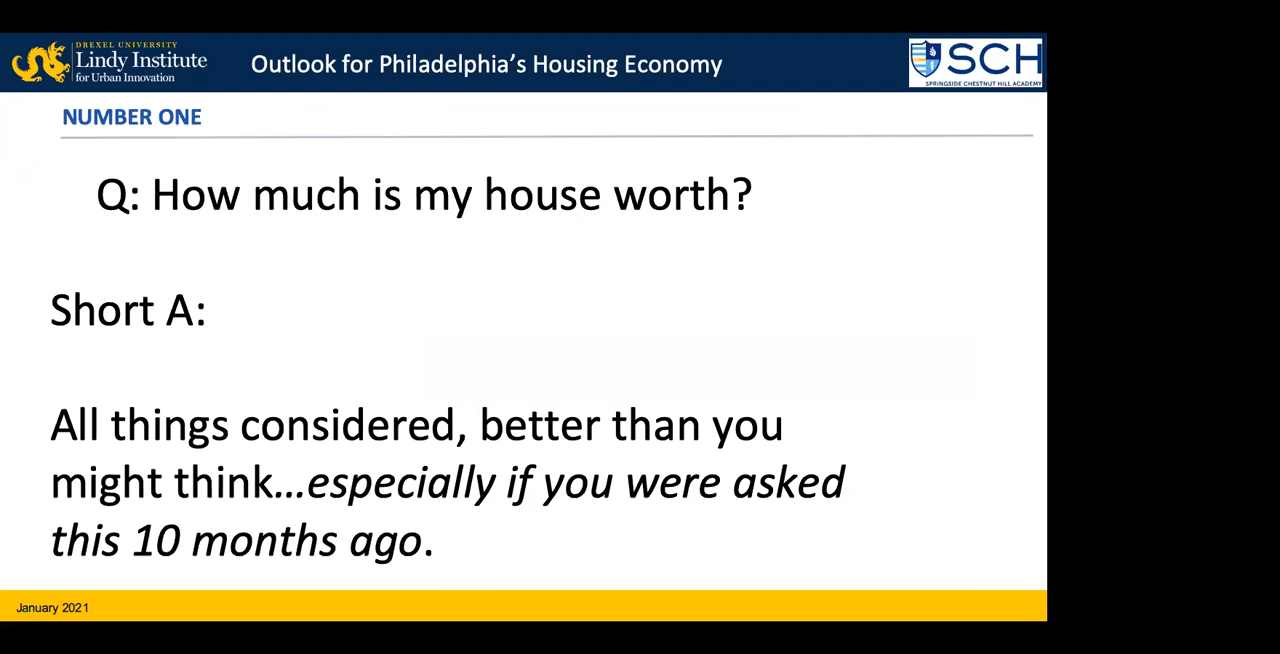 DREXEL UNIVERSITY
Lindy Institute
for Urban Innovation
Outlook for Philadelphia's Housing Economy
SCH
SPRINGSIDE CHESTNUT HILL ACADEMY
NUMBER ONE
Q: How much is my house worth?
Short A:
All things considered, better than you
might think...especially if you were asked
this 10 months ago.
January 2021